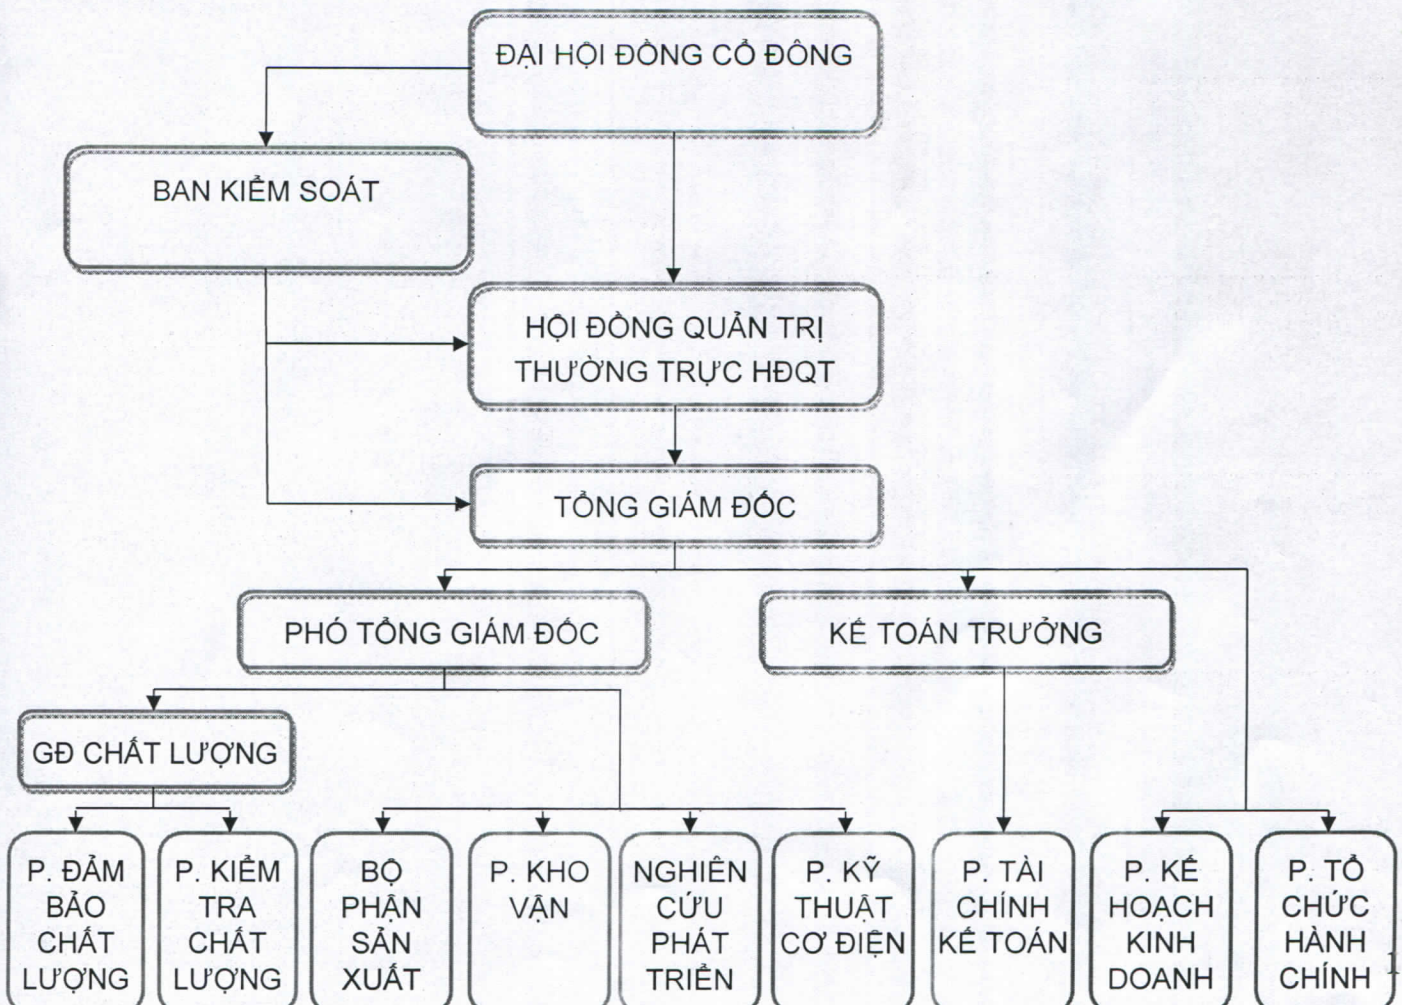 ĐẠI HỘI ĐỒNG CỔ ĐÔNG
BAN KIỂM SOÁT
HỘI ĐỒNG QUẢN TRỊ
THƯỜNG TRỰC HĐQT
TỔNG GIÁM ĐỐC
PHÓ TỔNG GIÁM ĐỐC
KẾ TOÁN TRƯỞNG
GĐ CHẤT LƯỢNG
P. ĐẢM
BẢO
CHẤT
LƯỢNG
P. KIỂM
TRA
CHẤT
LƯỢNG
BỘ
PHẬN
SẢN
XUẤT
P. KHO
VẬN
NGHIÊN
CỨU
PHÁT
TRIỂN
P. KỸ
THUẬT
CƠ ĐIỆN
P. TÀI
CHÍNH
KẾ TOÁN
P. KẾ
HOẠCH
KINH
DOANH
P. TỔ
CHỨC
HÀNH
CHÍNH
1